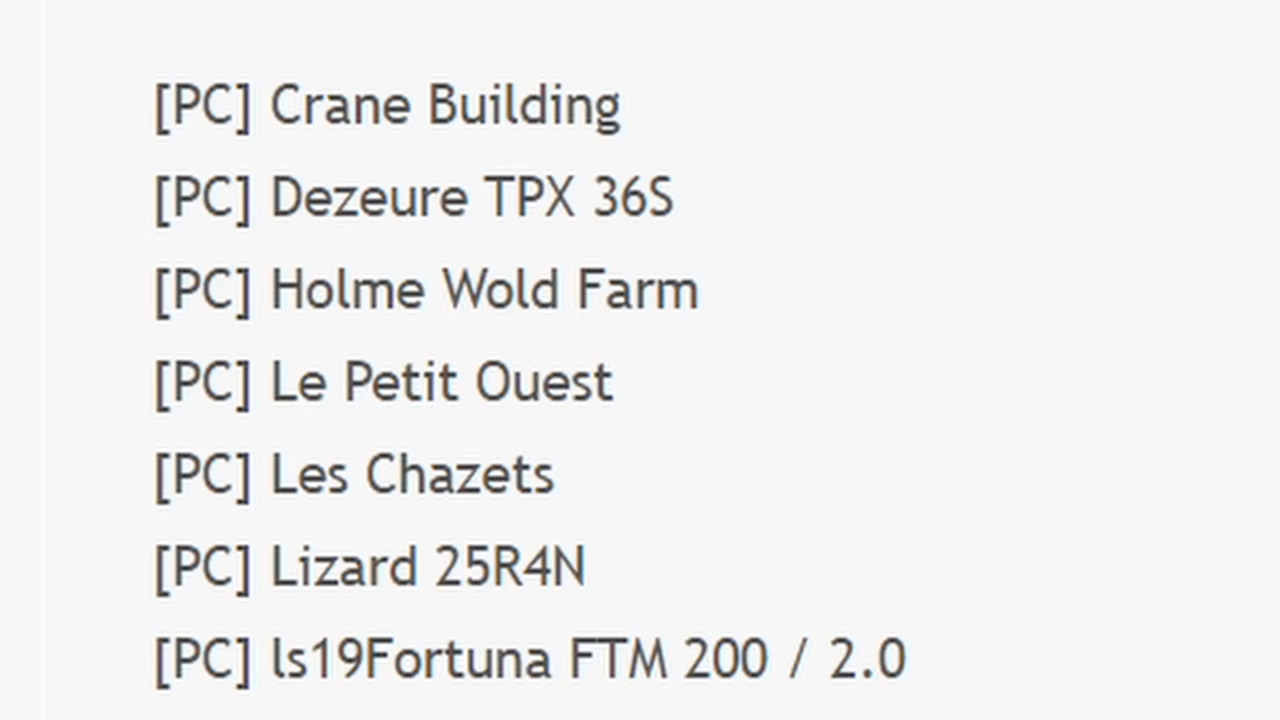 [PC] Crane Building
[PC] Dezeure TPX 36S
[PC] Holme Wold Farm
[PC] Le Petit Ouest
[PC] Les Chazets
[PC] Lizard 25R4N
[PC] ls19Fortuna FTM 200 / 2.0